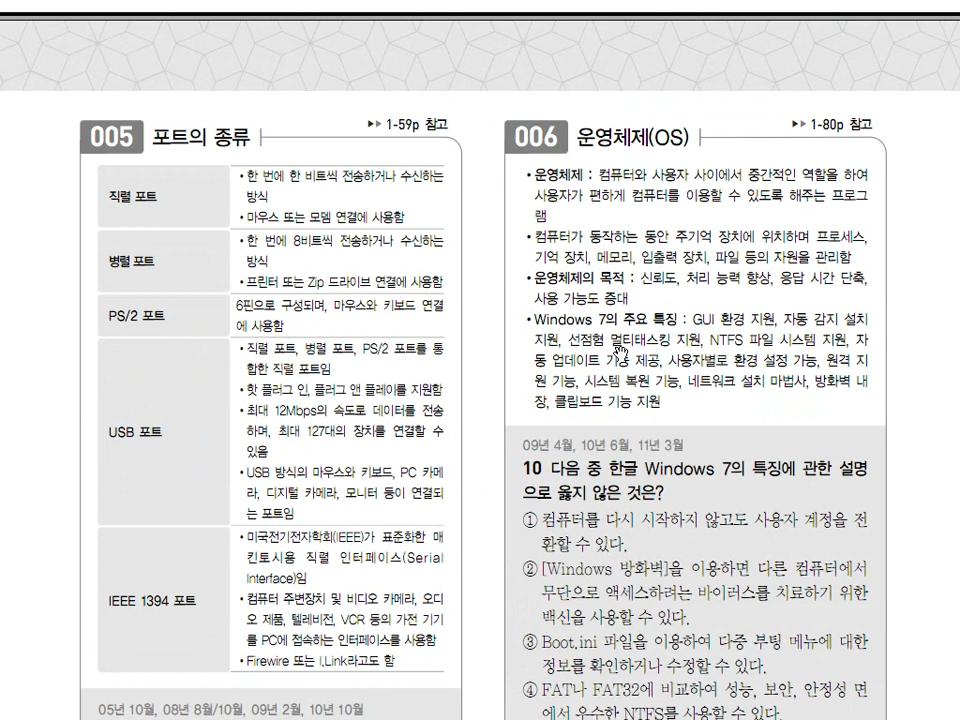 005 포트의 종류
▶▶ 1-59p 참고
직렬 포트
• 한 번에 한 비트씩 전송하거나 수신하는
방식
• 마우스 또는 모뎀 연결에 사용함
병렬 포트
• 한 번에 8비트씩 전송하거나 수신하는
방식
• 프린터 또는 Zip 드라이브 연결에 사용함
PS/2 포트
6핀으로 구성되며, 마우스와 키보드 연결
에 사용함
USB 포트
• 직렬 포트, 병렬 포트, PS/2 포트를 통
합한 직렬 포트임
• 핫 플러그 인, 플러그 앤 플레이를 지원함
• 최대 12Mbps의 속도로 데이터를 전송
하며, 최대 127대의 장치를 연결할 수
있음
• USB 방식의 마우스와 키보드, PC 카메
라, 디지털 카메라, 모니터 등이 연결되
는 포트임
IEEE 1394 포트
• 미국전기전자학회(IEEE)가 표준화한 매
킨토시용 직렬 인터페이스(Serial
Interface)임
• 컴퓨터 주변장치 및 비디오 카메라, 오디
오 제품, 텔레비전, VCR 등의 가전 기기
를 PC에 접속하는 인터페이스를 사용함
• Firewire 또는 I.Link라고도 함
05년 10월, 08년 8월/10월, 09년 2월, 10년 10월
006 운영체제(OS)
▶▶ 1-80p 참고
• 운영체제 : 컴퓨터와 사용자 사이에서 중간적인 역할을 하여
사용자가 편하게 컴퓨터를 이용할 수 있도록 해주는 프로그
램
• 컴퓨터가 동작하는 동안 주기억 장치에 위치하며 프로세스,
기억 장치, 메모리, 입출력 장치, 파일 등의 자원을 관리함
• 운영체제의 목적 : 신뢰도, 처리 능력 향상, 응답 시간 단축,
사용 가능도 증대
• Windows 7의 주요 특징 : GUI 환경 지원, 자동 감지 설치
지원, 선점형 멀티태스킹 지원, NTFS 파일 시스템 지원, 자
동 업데이트 기능 제공, 사용자별로 환경 설정 가능, 원격 지
원 기능, 시스템 복원 기능, 네트워크 설치 마법사, 방화벽 내
장, 클립보드 기능 지원
09년 4월, 10년 6월, 11년 3월
10 다음 중 한글 Windows 7의 특징에 관한 설명
으로 옳지 않은 것은?
① 컴퓨터를 다시 시작하지 않고도 사용자 계정을 전
환할 수 있다.
② [Windows 방화벽]을 이용하면 다른 컴퓨터에서
무단으로 액세스하려는 바이러스를 치료하기 위한
백신을 사용할 수 있다.
③ Boot.ini 파일을 이용하여 다중 부팅 메뉴에 대한
정보를 확인하거나 수정할 수 있다.
④ FAT나 FAT32에 비교하여 성능, 보안, 안정성 면
에서 우수한 NTFS를 사용할 수 있다.